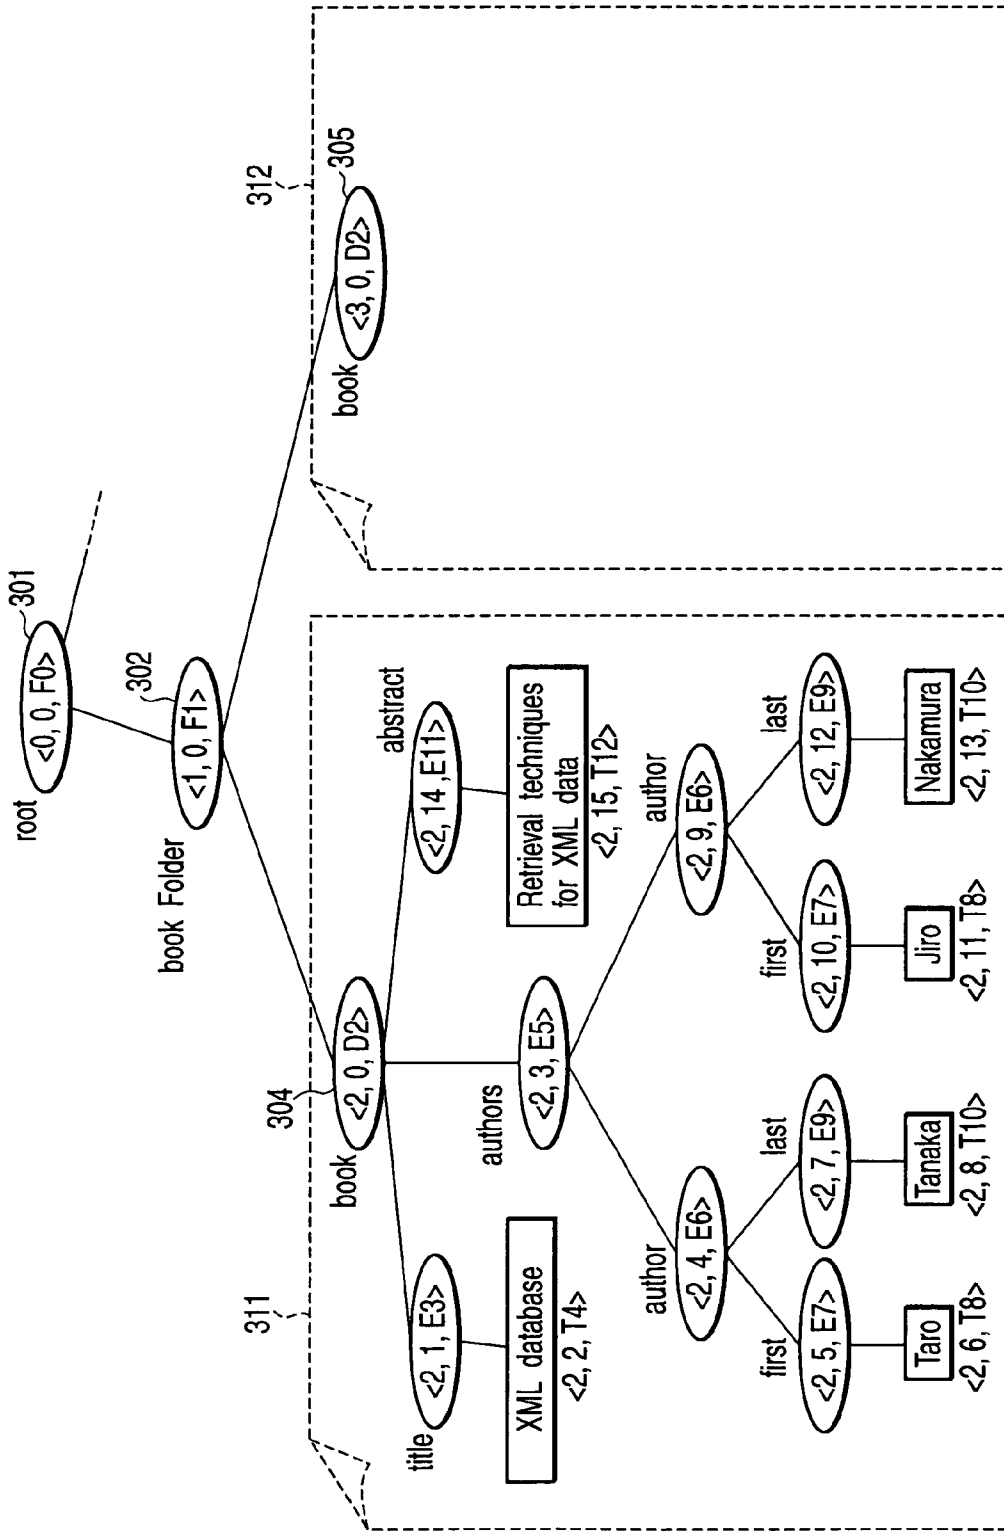 root
<0, 0, F0>
301
302
<1, 0, F1>
book Folder
312
305
<3, 0, D2>
book
311
304
<2, 0, D2>
book
title
<2, 1, E3>
XML database
<2, 2, T4>
abstract
<2, 14, E11>
Retrieval techniques
for XML data
<2, 15, T12>
authors
<2, 3, E5>
author
<2, 4, E6>
author
<2, 9, E6>
first
<2, 5, E7>
last
<2, 7, E9>
first
<2, 10, E7>
last
<2, 12, E9>
Taro
<2, 6, T8>
Tanaka
<2, 8, T10>
Jiro
<2, 11, T8>
Nakamura
<2, 13, T10>